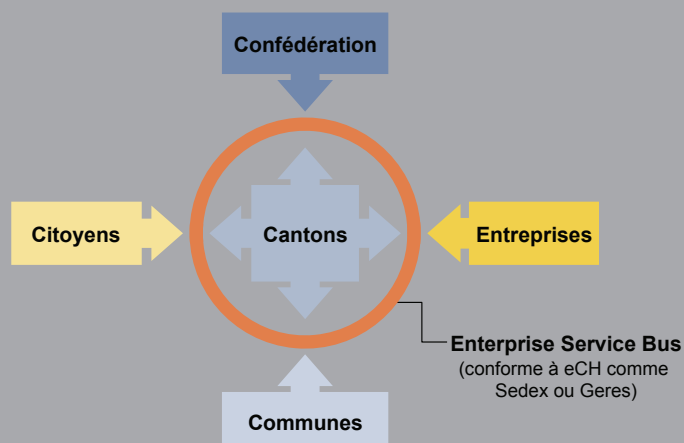 Confédération
Citoyens
Cantons
Entreprises
Enterprise Service Bus
(conforme à eCH comme
Sedex ou Geres)
Communes